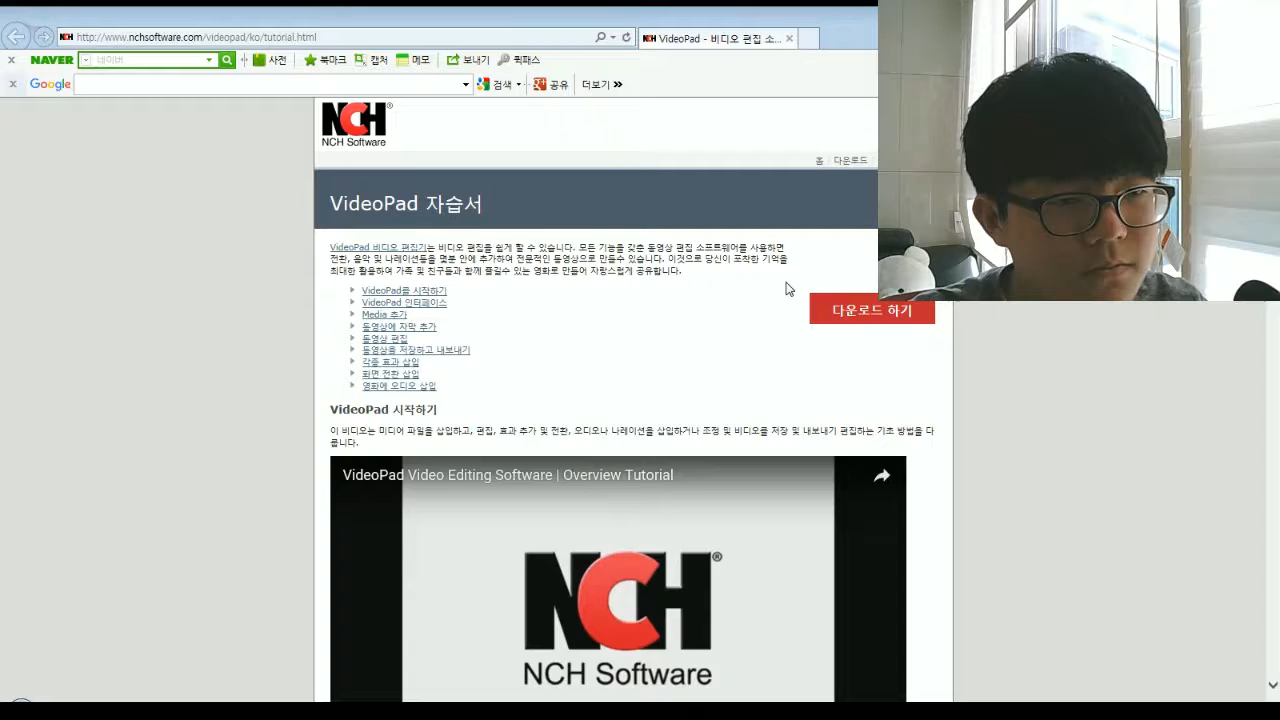 http://www.nchsoftware.com/videopad/ko/tutorial.html
VideoPad - 비디오 편집 소...
NAVER 네이버 사전 북마크 캡처 메모 보내기 퀵패스
Google 검색 공유 더보기 »
NCH®
NCH Software
홈 다운로드
VideoPad 자습서
VideoPad 비디오 편집기는 비디오 편집을 쉽게 할 수 있습니다. 모든 기능을 갖춘 동영상 편집 소프트웨어를 사용하면
전환, 음악 및 나레이션등을 몇분 안에 추가하여 전문적인 동영상으로 만들수 있습니다. 이것으로 당신이 포착한 기억을
최대한 활용하여 가족 및 친구들과 함께 즐길수 있는 영화로 만들어 자랑스럽게 공유합니다.
VideoPad를 시작하기
VideoPad 인터페이스
Media 추가
동영상에 자막 추가
동영상 편집
동영상을 저장하고 내보내기
각종 효과 삽입
화면 전환 삽입
영화에 오디오 삽입
다운로드 하기
VideoPad 시작하기
이 비디오는 미디어 파일을 삽입하고, 편집, 효과 추가 및 전환, 오디오나 나레이션을 삽입하거나 조정 및 비디오를 저장 및 내보내기 편집하는 기초 방법을 다
룹니다.
VideoPad Video Editing Software | Overview Tutorial
NCH®
NCH Software